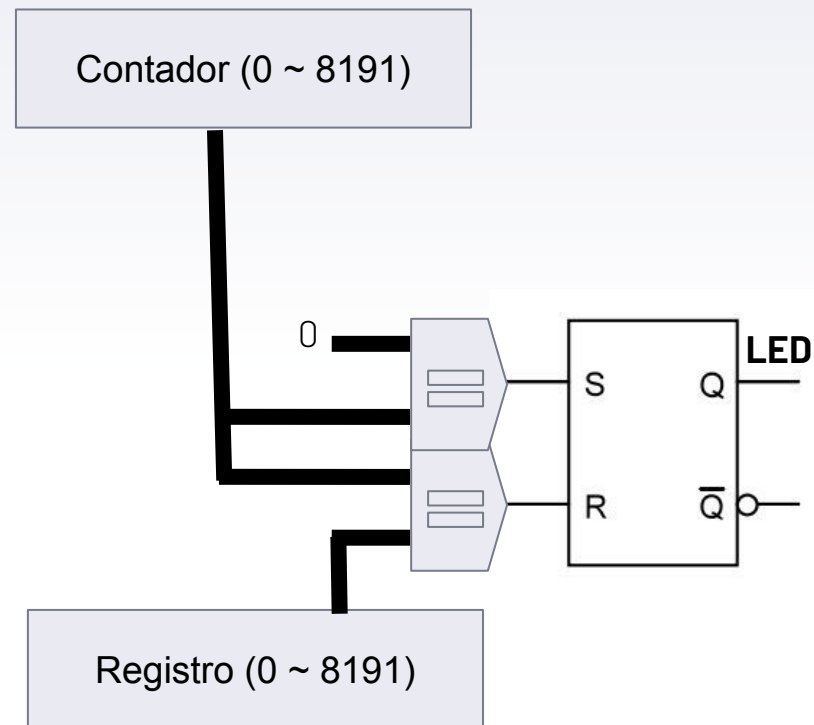 Contador (0 ~ 8191)
0
LED
S
Q
R
Q̅
Registro (0 ~ 8191)